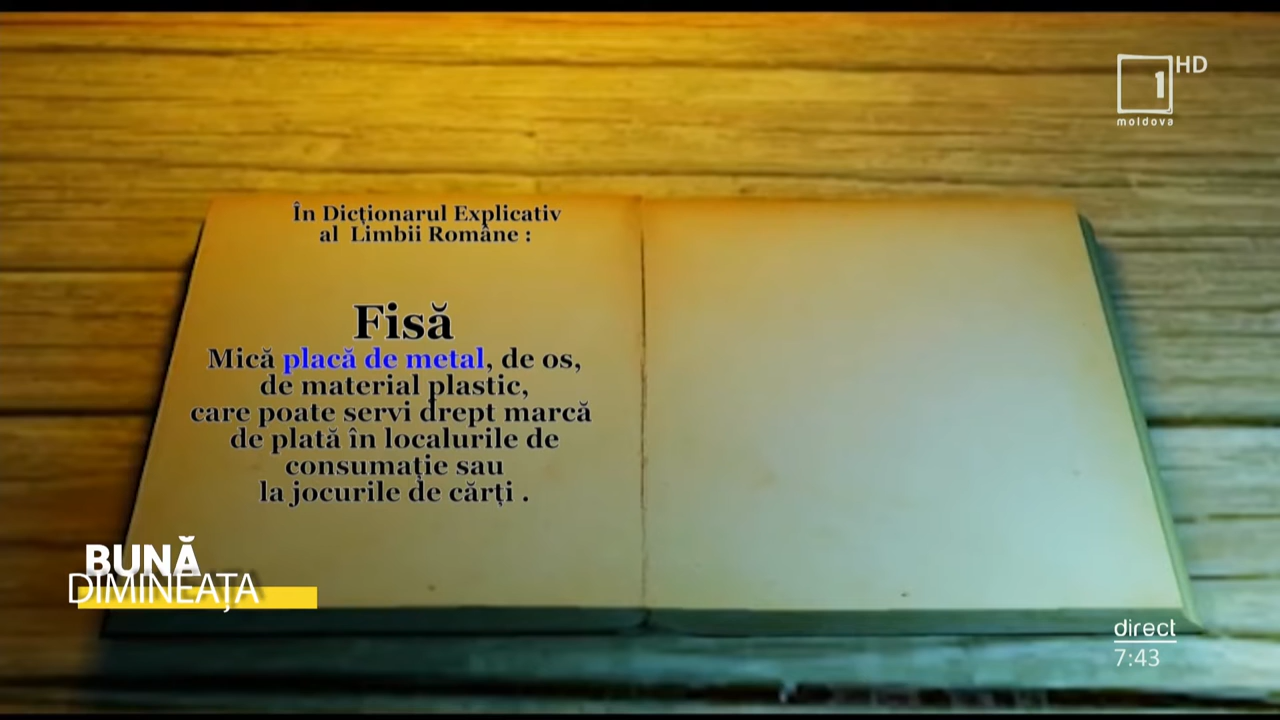 1 HD
moldova
În Dicționarul Explicativ
al Limbii Române :
Fisă
Mică placă de metal, de os,
de material plastic,
care poate servi drept marcă
de plată în localurile de
consumație sau
la jocurile de cărți .
BUNĂ
DIMINEAȚA
direct
7:43